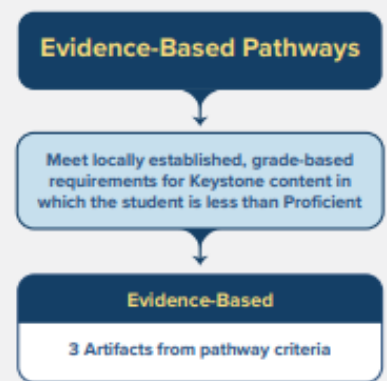 Evidence-Based Pathways
Meet locally established, grade-based
requirements for Keystone content in
which the student is less than Proficient
Evidence-Based
3 Artifacts from pathway criteria